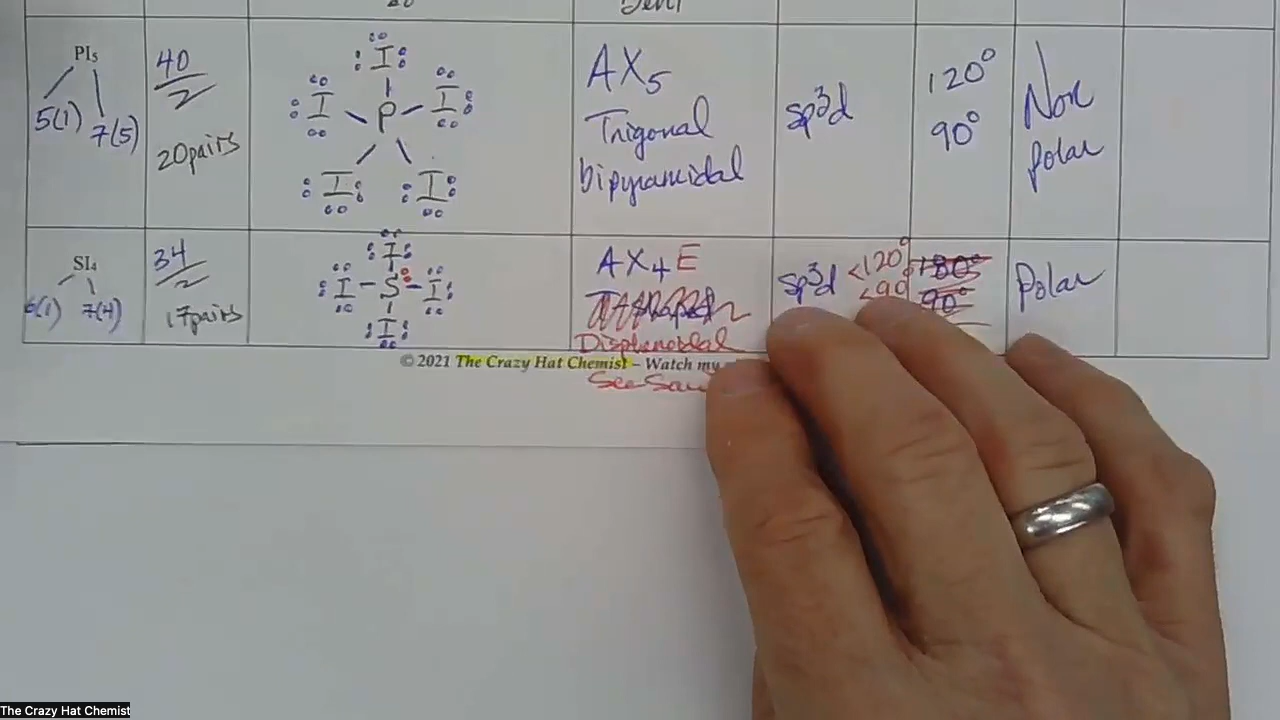 PI5
5(1) 7(5)
40
2
20pairs
I
I I
P
I I
AX5
Trigonal
bipyramidal
sp3d
120°
90°
Non
polar
SI4
6(1) 7(4)
34
17pairs
I
I-S-I
I
AX4E
Disphenoidal
See Saw
sp3d
<120°
<90°
180°
90°
Polar
© 2021 The Crazy Hat Chemist – Watch my
The Crazy Hat Chemist